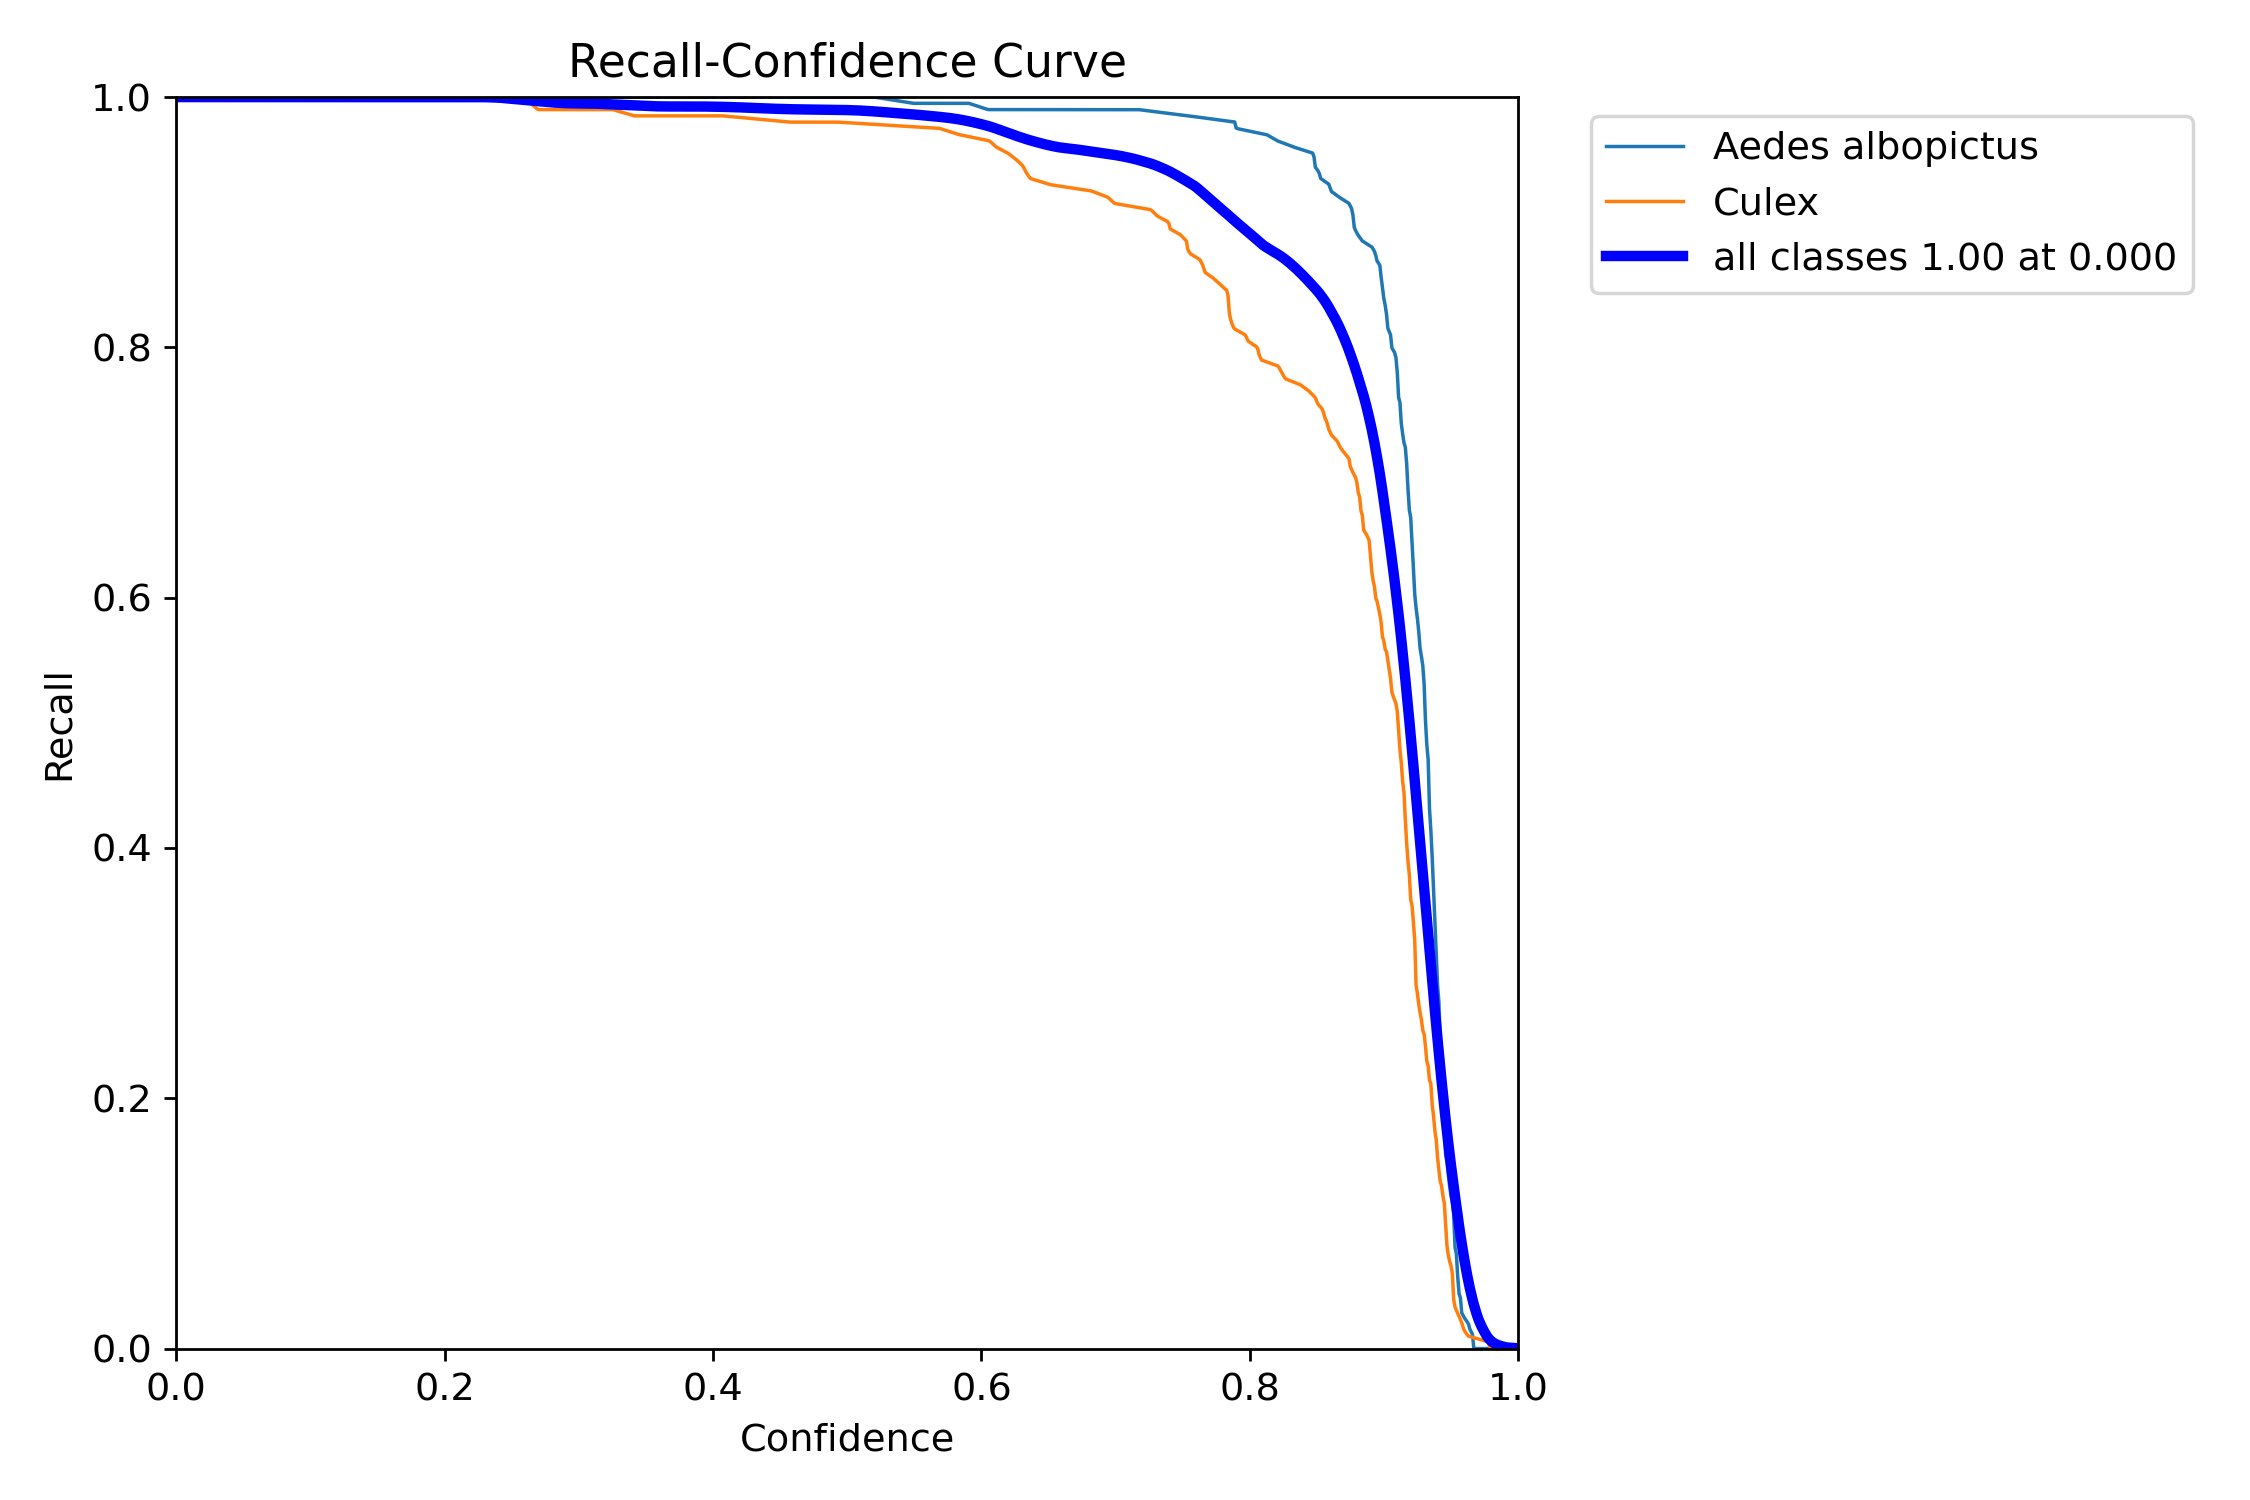 Recall-Confidence Curve
1.0
0.8
0.6
0.4
0.2
0.0
Recall
0.0 0.2 0.4 0.6 0.8 1.0
Confidence
Aedes albopictus
Culex
all classes 1.00 at 0.000